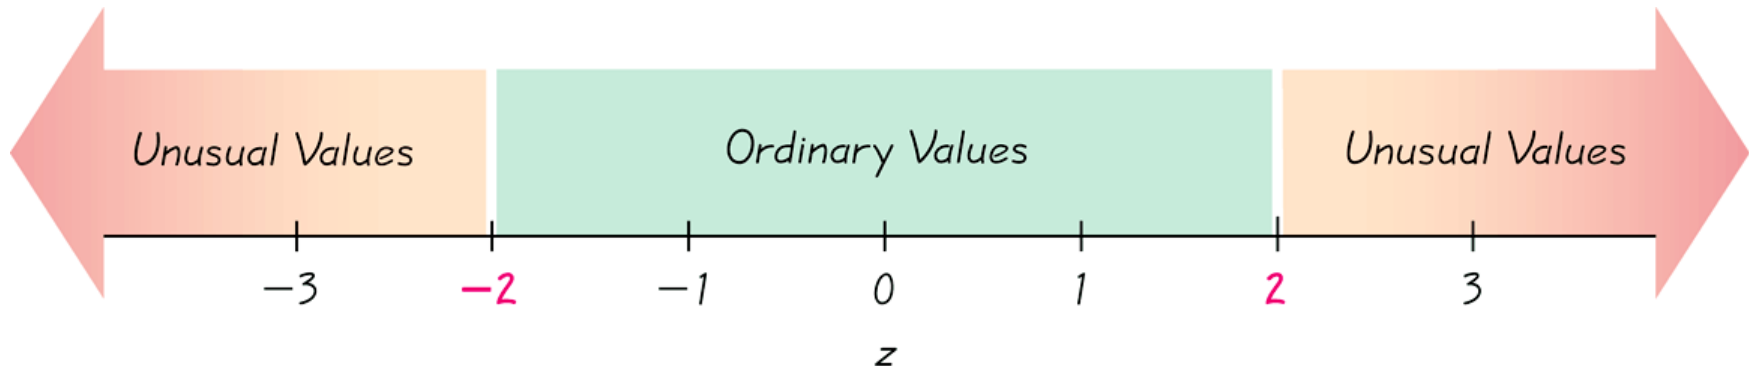 Unusual Values Ordinary Values Unusual Values
−3 −2 −1 0 1 2 3
z